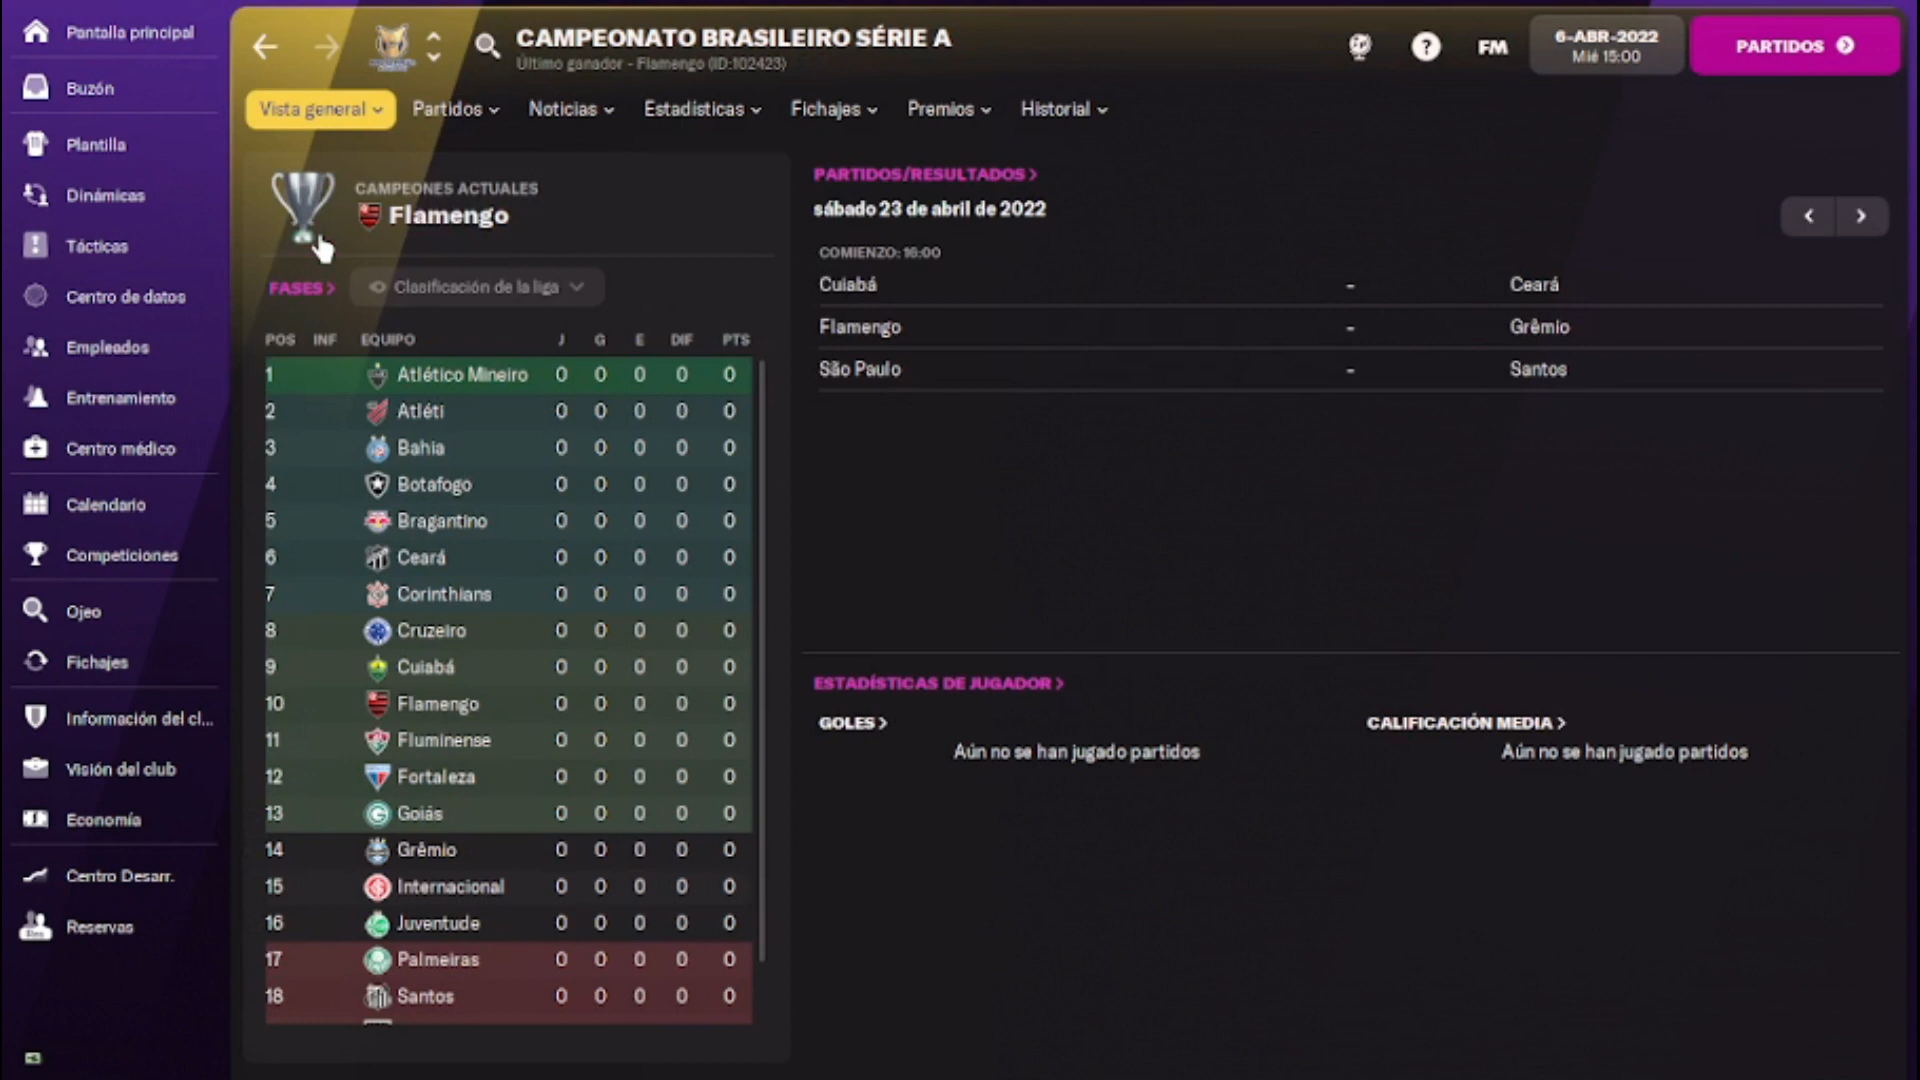 Pantalla principal
Buzón
Plantilla
Dinámicas
Tácticas
Centro de datos
Empleados
Entrenamiento
Centro médico
Calendario
Competiciones
Ojeo
Fichajes
Información del cl...
Visión del club
Economía
Centro Desarr.
Reservas
CAMPEONATO BRASILEIRO SÉRIE A
Último ganador - Flamengo (ID:102423)
?
FM
6-ABR-2022
Mié 15:00
PARTIDOS
Vista general Partidos Noticias Estadísticas Fichajes Premios Historial
CAMPEONES ACTUALES
Flamengo
FASES > Clasificación de la liga
POS INF EQUIPO J G E DIF PTS
1 Atlético Mineiro 0 0 0 0 0
2 Atléti 0 0 0 0 0
3 Bahia 0 0 0 0 0
4 Botafogo 0 0 0 0 0
5 Bragantino 0 0 0 0 0
6 Ceará 0 0 0 0 0
7 Corinthians 0 0 0 0 0
8 Cruzeiro 0 0 0 0 0
9 Cuiabá 0 0 0 0 0
10 Flamengo 0 0 0 0 0
11 Fluminense 0 0 0 0 0
12 Fortaleza 0 0 0 0 0
13 Goiás 0 0 0 0 0
14 Grêmio 0 0 0 0 0
15 Internacional 0 0 0 0 0
16 Juventude 0 0 0 0 0
17 Palmeiras 0 0 0 0 0
18 Santos 0 0 0 0 0
PARTIDOS/RESULTADOS >
sábado 23 de abril de 2022
COMIENZO: 16:00
Cuiabá - Ceará
Flamengo - Grêmio
São Paulo - Santos
ESTADÍSTICAS DE JUGADOR >
GOLES >
Aún no se han jugado partidos
CALIFICACIÓN MEDIA >
Aún no se han jugado partidos